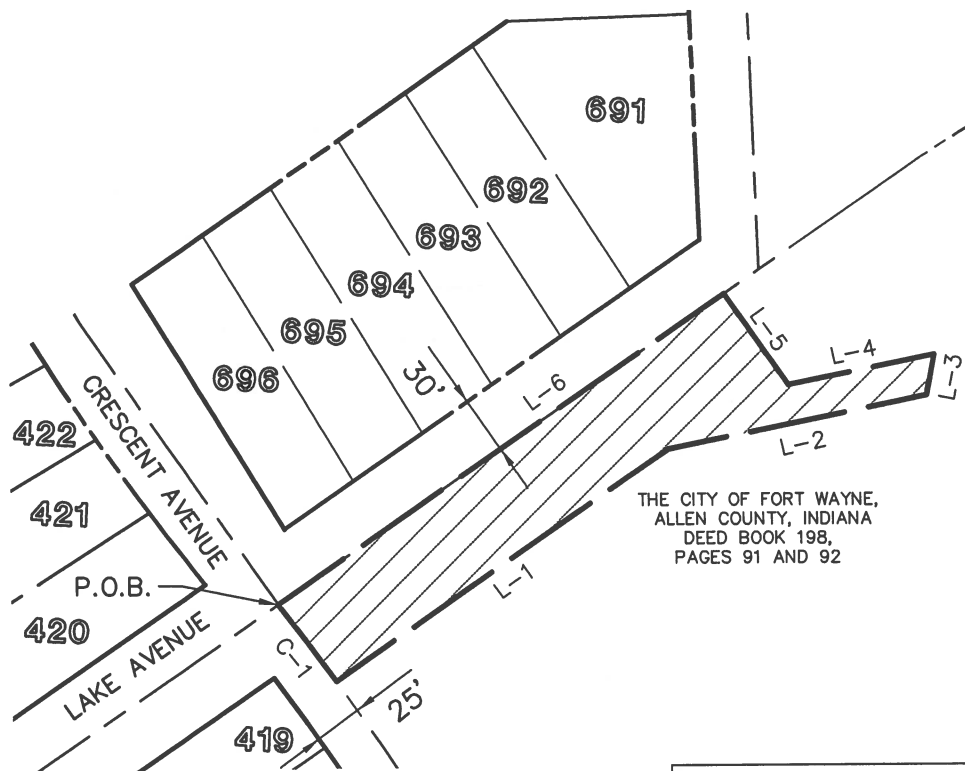 691
692
693
694
695
696
30'
L-6
L-5
L-4
L-3
L-2
CRESCENT AVENUE
422
421
420
P.O.B.
LAKE AVENUE
C-1
L-1
25'
419
THE CITY OF FORT WAYNE,
ALLEN COUNTY, INDIANA
DEED BOOK 198,
PAGES 91 AND 92